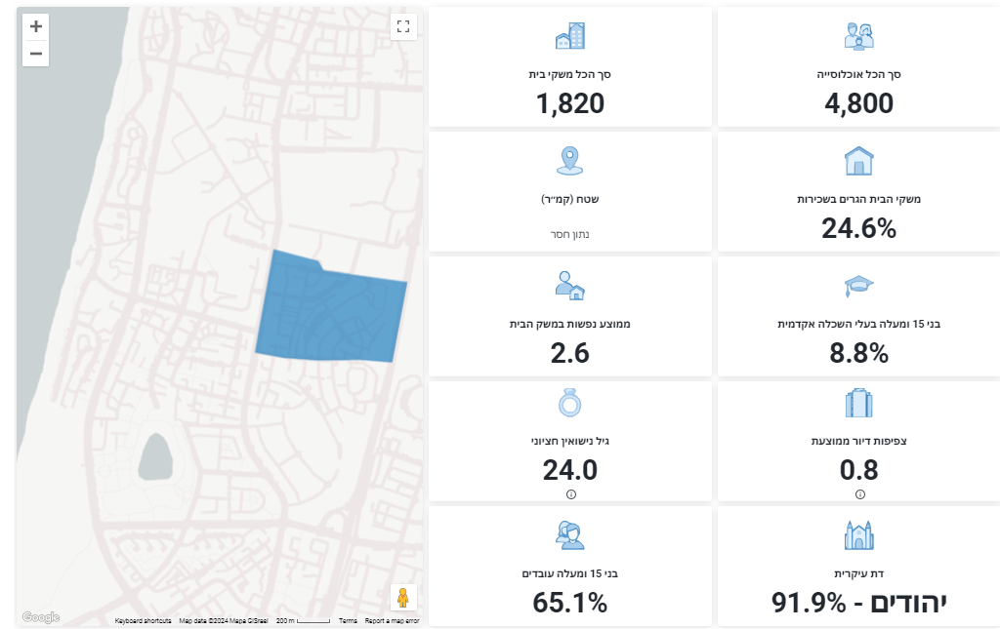 סך הכל אוכלוסייה
4,800
סך הכל משקי בית
1,820
משקי הבית הגרים בשכירות
24.6%
שטח (קמ״ר)
נתון חסר
בני 15 ומעלה בעלי השכלה אקדמית
8.8%
ממוצע נפשות במשק הבית
2.6
צפיפות דיור ממוצעת
0.8
גיל נישואין חציוני
24.0
דת עיקרית
יהודים - 91.9%
בני 15 ומעלה עובדים
65.1%
Google
Keyboard shortcuts Map data ©2024 Mapa GISrael 200 m Terms Report a map error